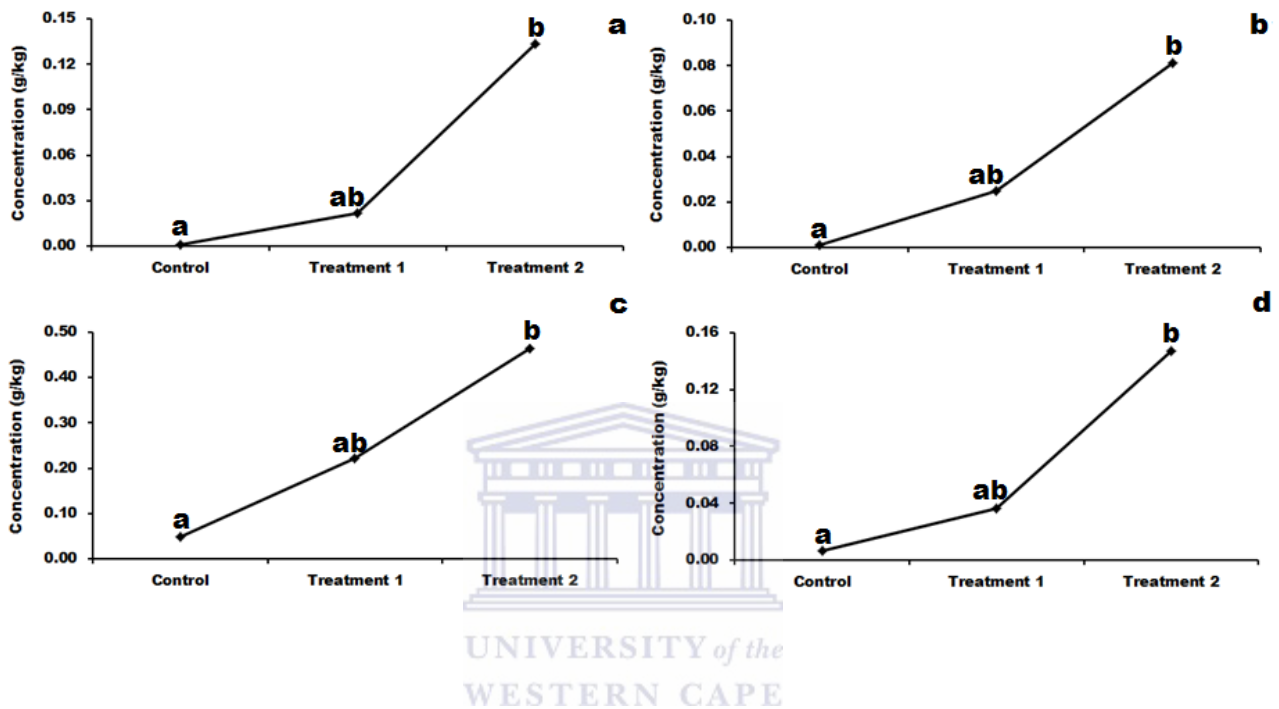 a
Concentration (g/kg)
0.15
0.12
0.09
0.06
0.03
0.00
a
ab
b
Control Treatment 1 Treatment 2
b
Concentration (g/kg)
0.10
0.08
0.06
0.04
0.02
0.00
a
ab
b
Control Treatment 1 Treatment 2
c
Concentration (g/kg)
0.50
0.40
0.30
0.20
0.10
0.00
a
ab
b
Control Treatment 1 Treatment 2
d
Concentration (g/kg)
0.16
0.12
0.08
0.04
0.00
a
ab
b
Control Treatment 1 Treatment 2
UNIVERSITY of the
WESTERN CAPE